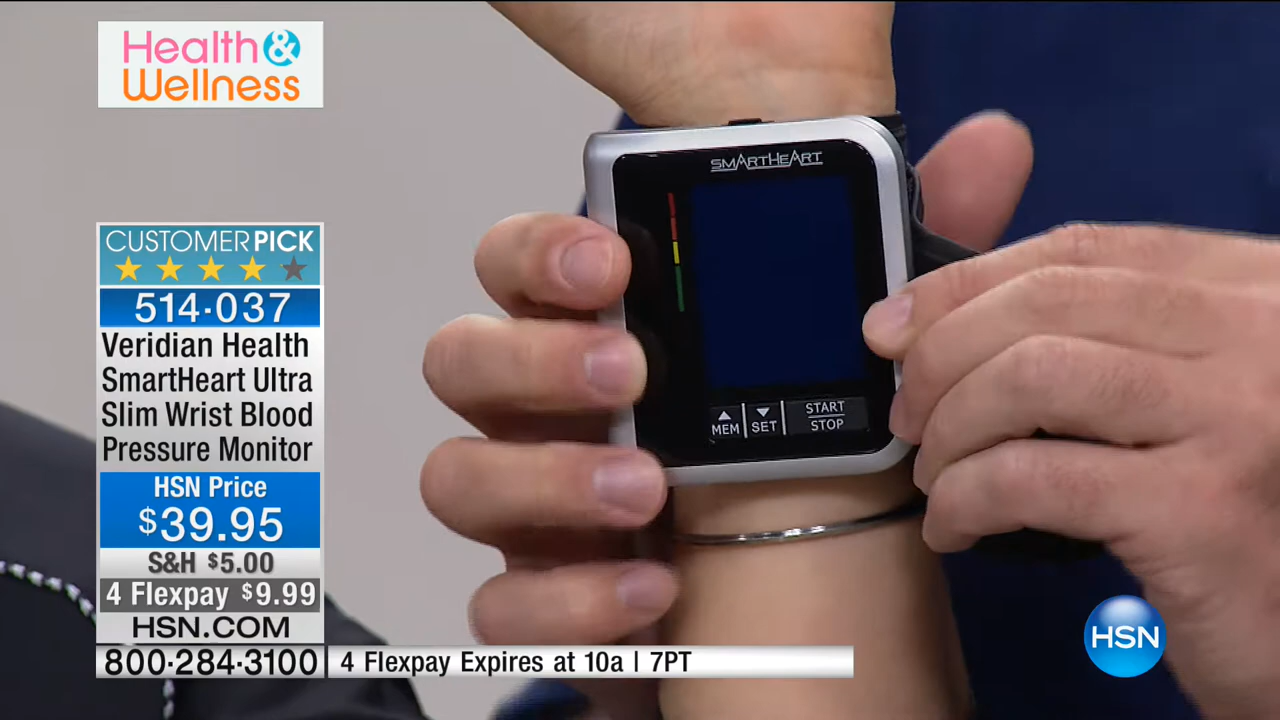 Health &
Wellness
CUSTOMER PICK
514·037
Veridian Health
SmartHeart Ultra
Slim Wrist Blood
Pressure Monitor
HSN Price
$39.95
S&H $5.00
4 Flexpay $9.99
HSN.COM
800·284·3100
4 Flexpay Expires at 10a | 7PT
SMARTHEART
MEM
SET
START
STOP
HSN